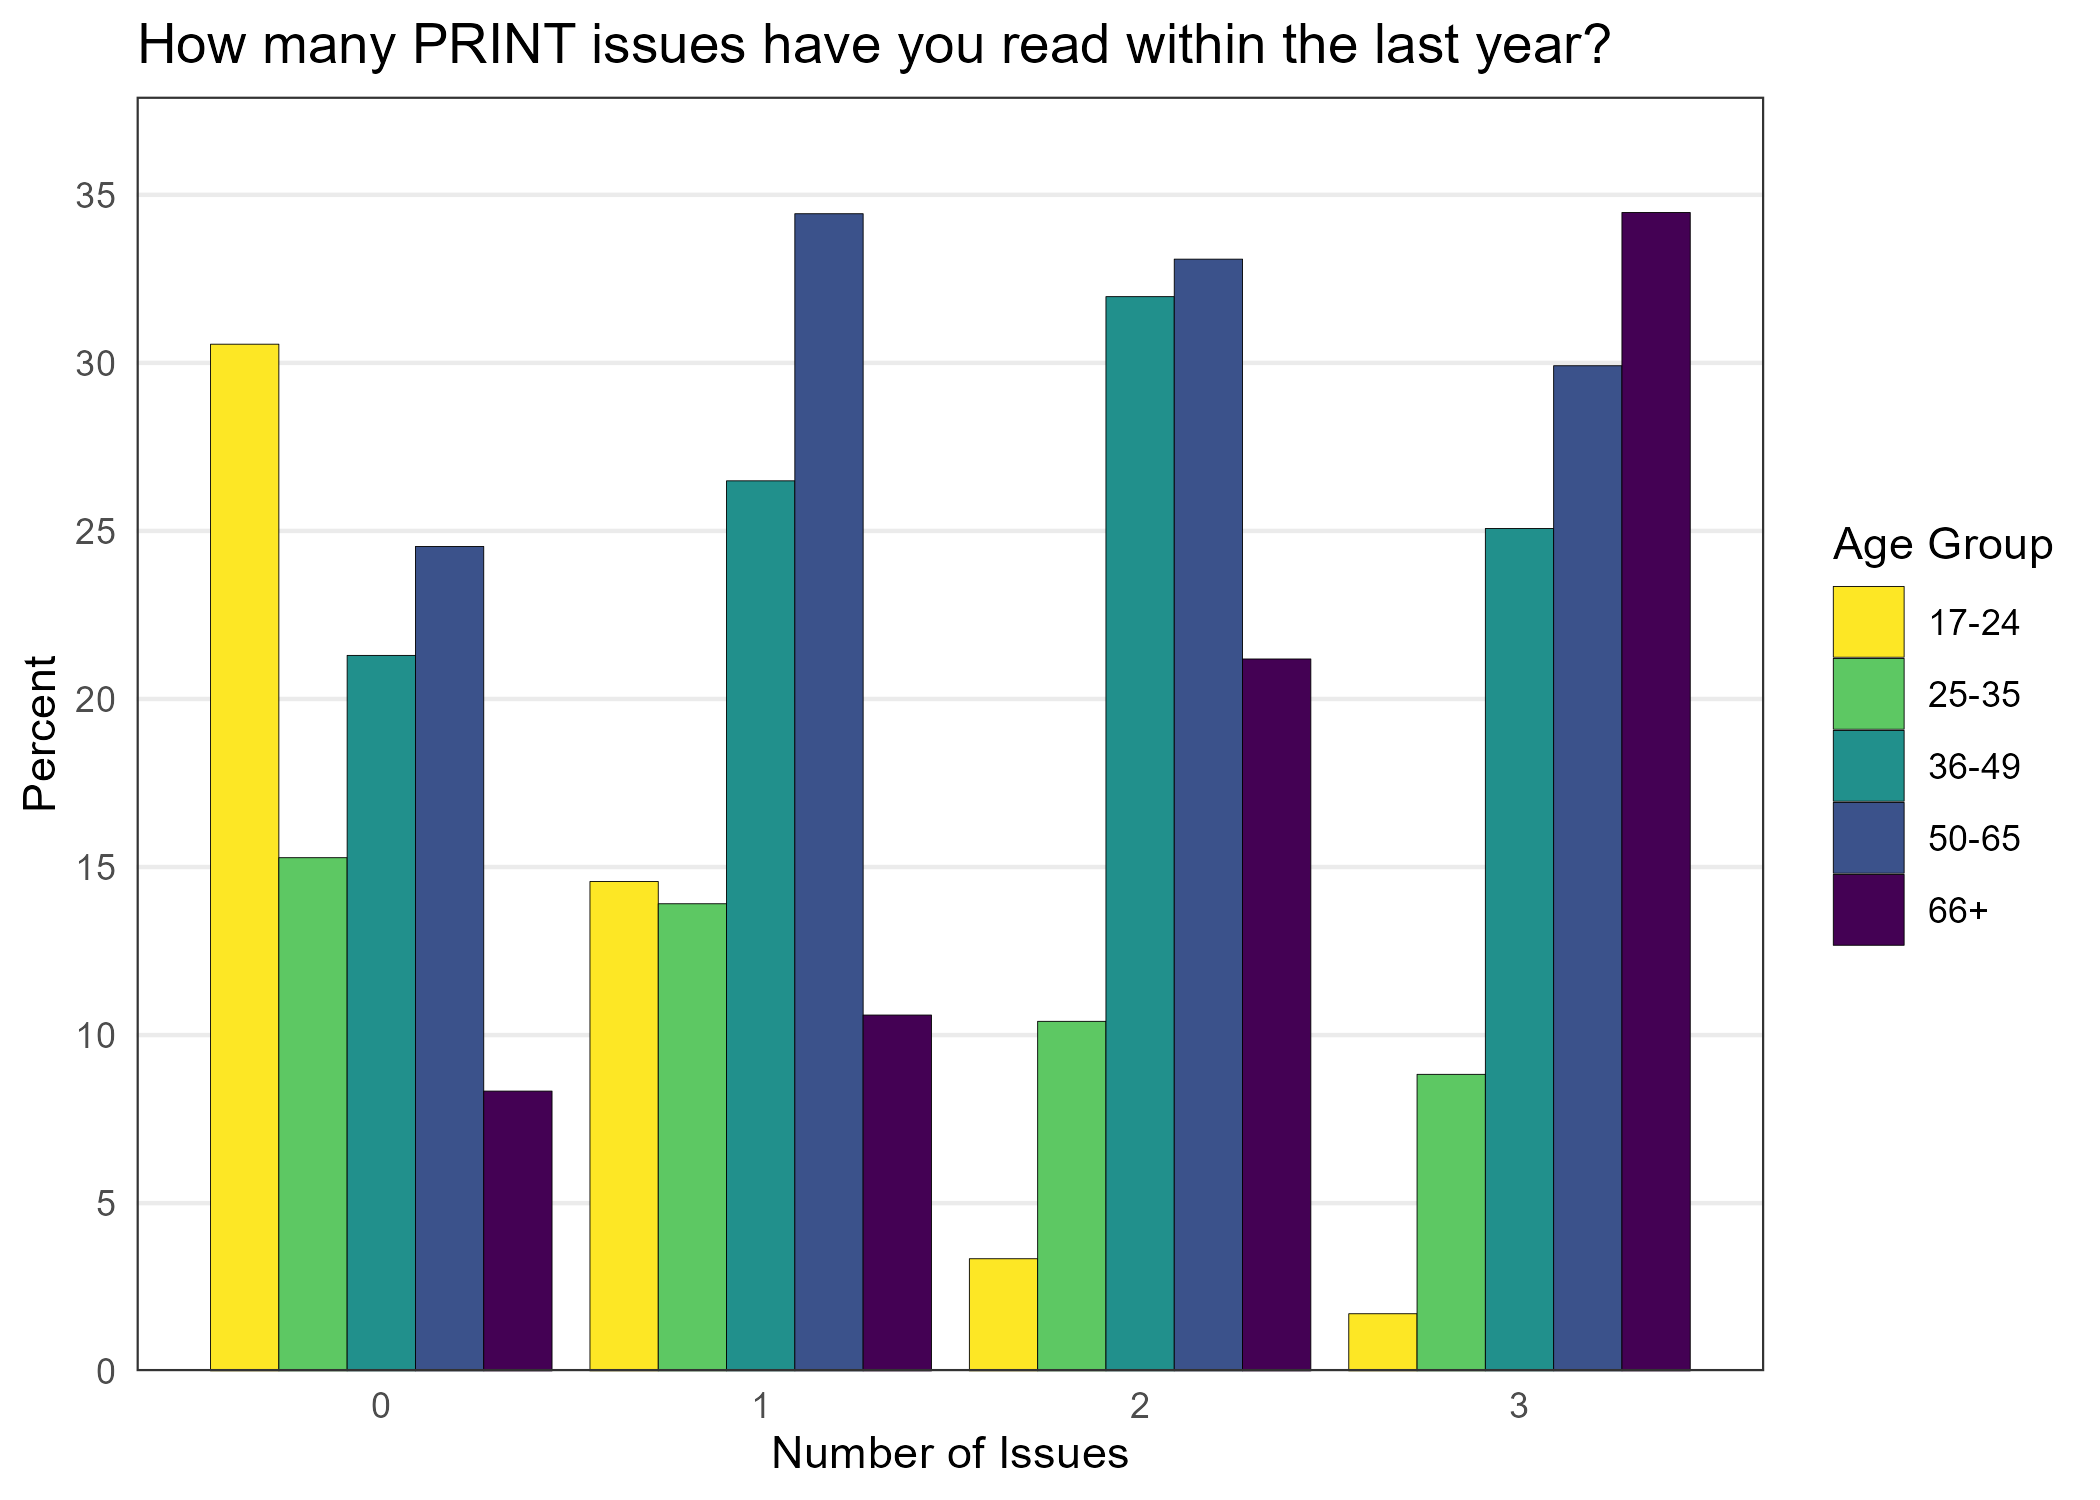 How many PRINT issues have you read within the last year?
35
30
25
20
15
10
5
0
Percent
0 1 2 3
Number of Issues
Age Group
17-24
25-35
36-49
50-65
66+